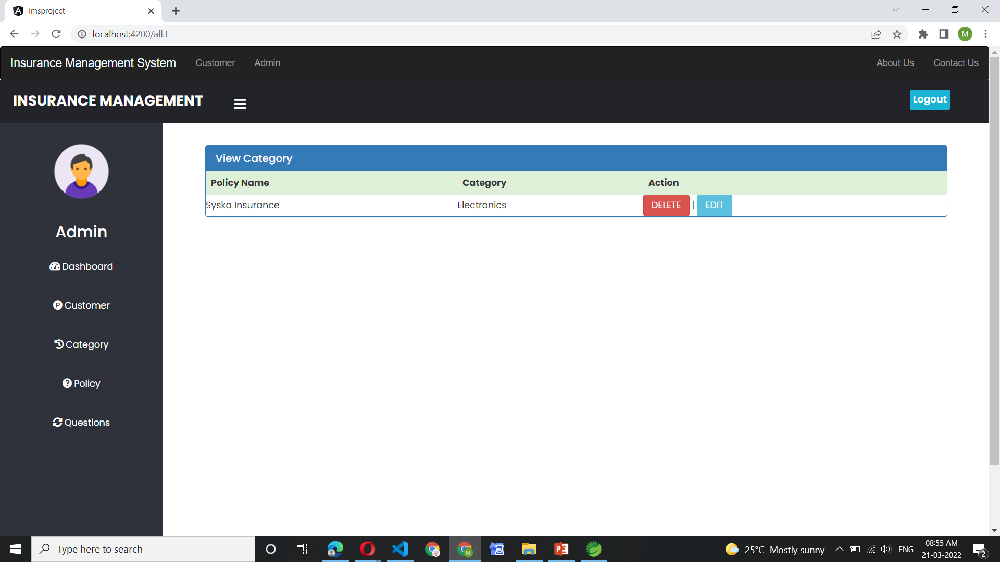 Imsproject
localhost:4200/all3
M
Insurance Management System Customer Admin About Us Contact Us
INSURANCE MANAGEMENT Logout
View Category
Policy Name Category Action
Syska Insurance Electronics DELETE | EDIT
Admin
Dashboard
P Customer
Category
? Policy
Questions
Type here to search
M
P
25°C Mostly sunny
ENG
08:55 AM
21-03-2022
2